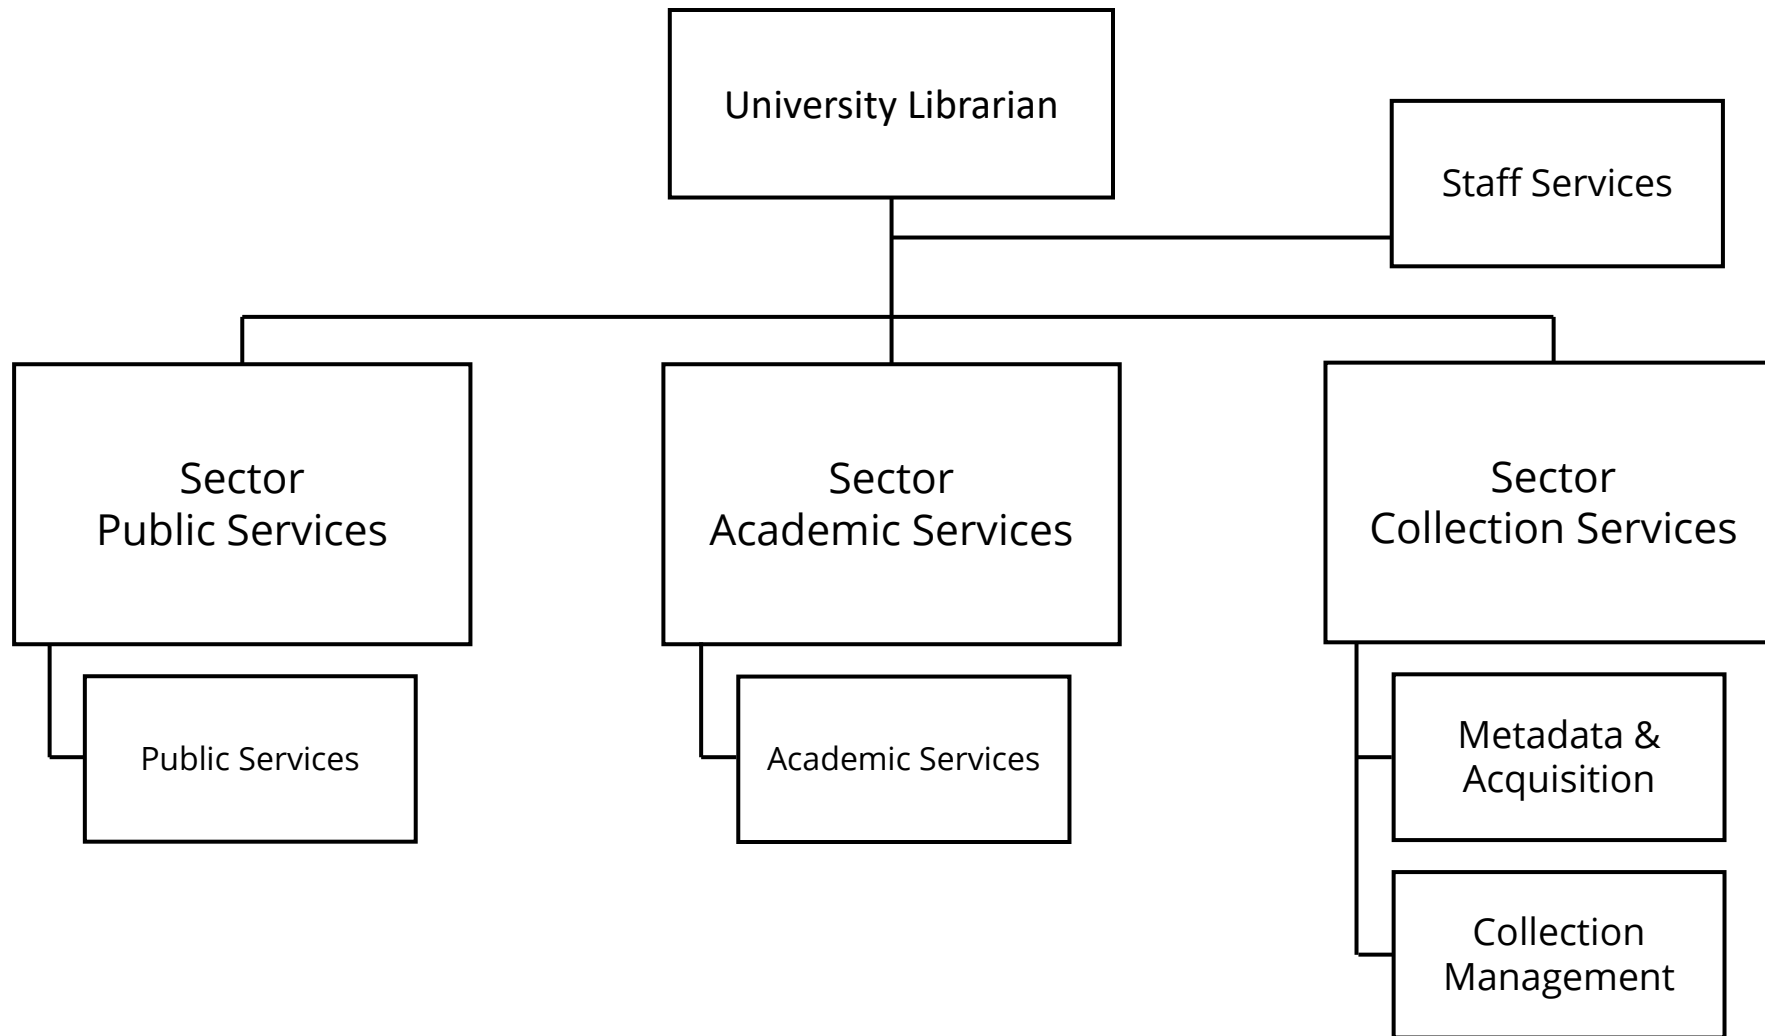 University Librarian
Staff Services
Sector
Public Services
Sector
Academic Services
Sector
Collection Services
Public Services
Academic Services
Metadata &
Acquisition
Collection
Management